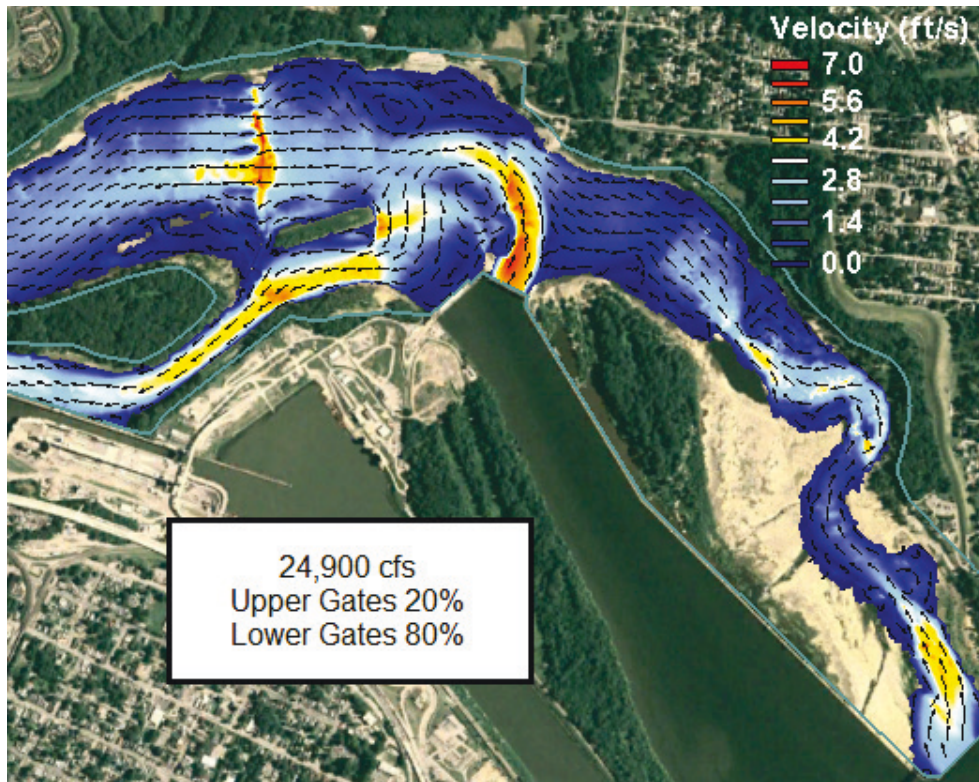 Velocity (ft/s)
7.0
5.6
4.2
2.8
1.4
0.0
24,900 cfs
Upper Gates 20%
Lower Gates 80%